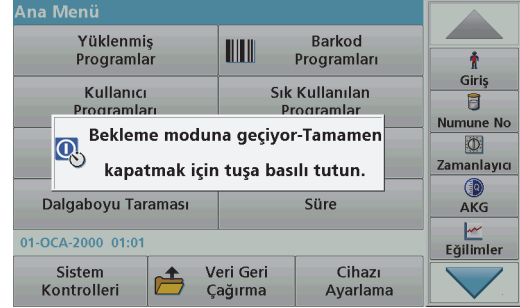 Ana Menü
Yüklenmiş
Programlar
Barkod
Programları
Kullanıcı
Programları
Sık Kullanılan
Programlar
Bekleme moduna geçiyor-Tamamen
kapatmak için tuşa basılı tutun.
Dalgaboyu Taraması
Süre
01-OCA-2000 01:01
Sistem
Kontrolleri
Veri Geri
Çağırma
Cihazı
Ayarlama
Giriş
Numune No
Zamanlayıcı
AKG
Eğilimler